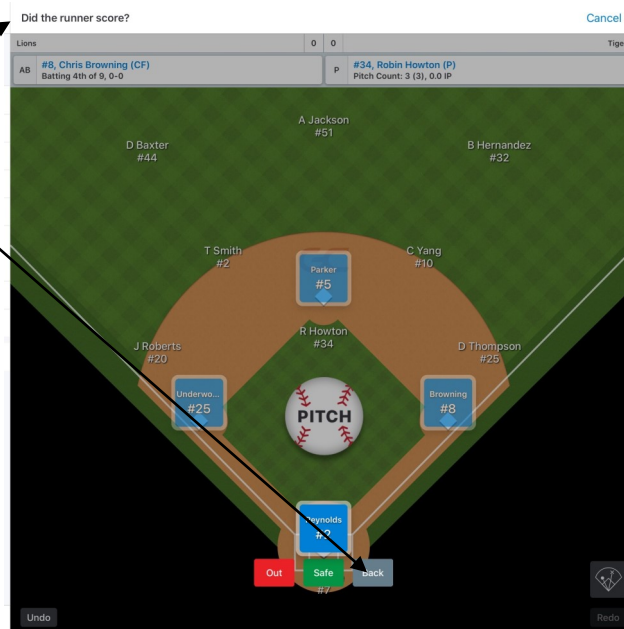 Did the runner score?
Cancel
Lions
0 0
Tige
AB
#8, Chris Browning (CF)
Batting 4th of 9, 0-0
P
#34, Robin Howton (P)
Pitch Count: 3 (3), 0.0 IP
A Jackson
#51
D Baxter
#44
B Hernandez
#32
T Smith
#2
C Yang
#10
Parker
#5
R Howton
#34
J Roberts
#20
D Thompson
#25
Underwo...
#25
PITCH
Browning
#8
Reynolds
#2
Out
Safe
Back
#7
Undo
Redo